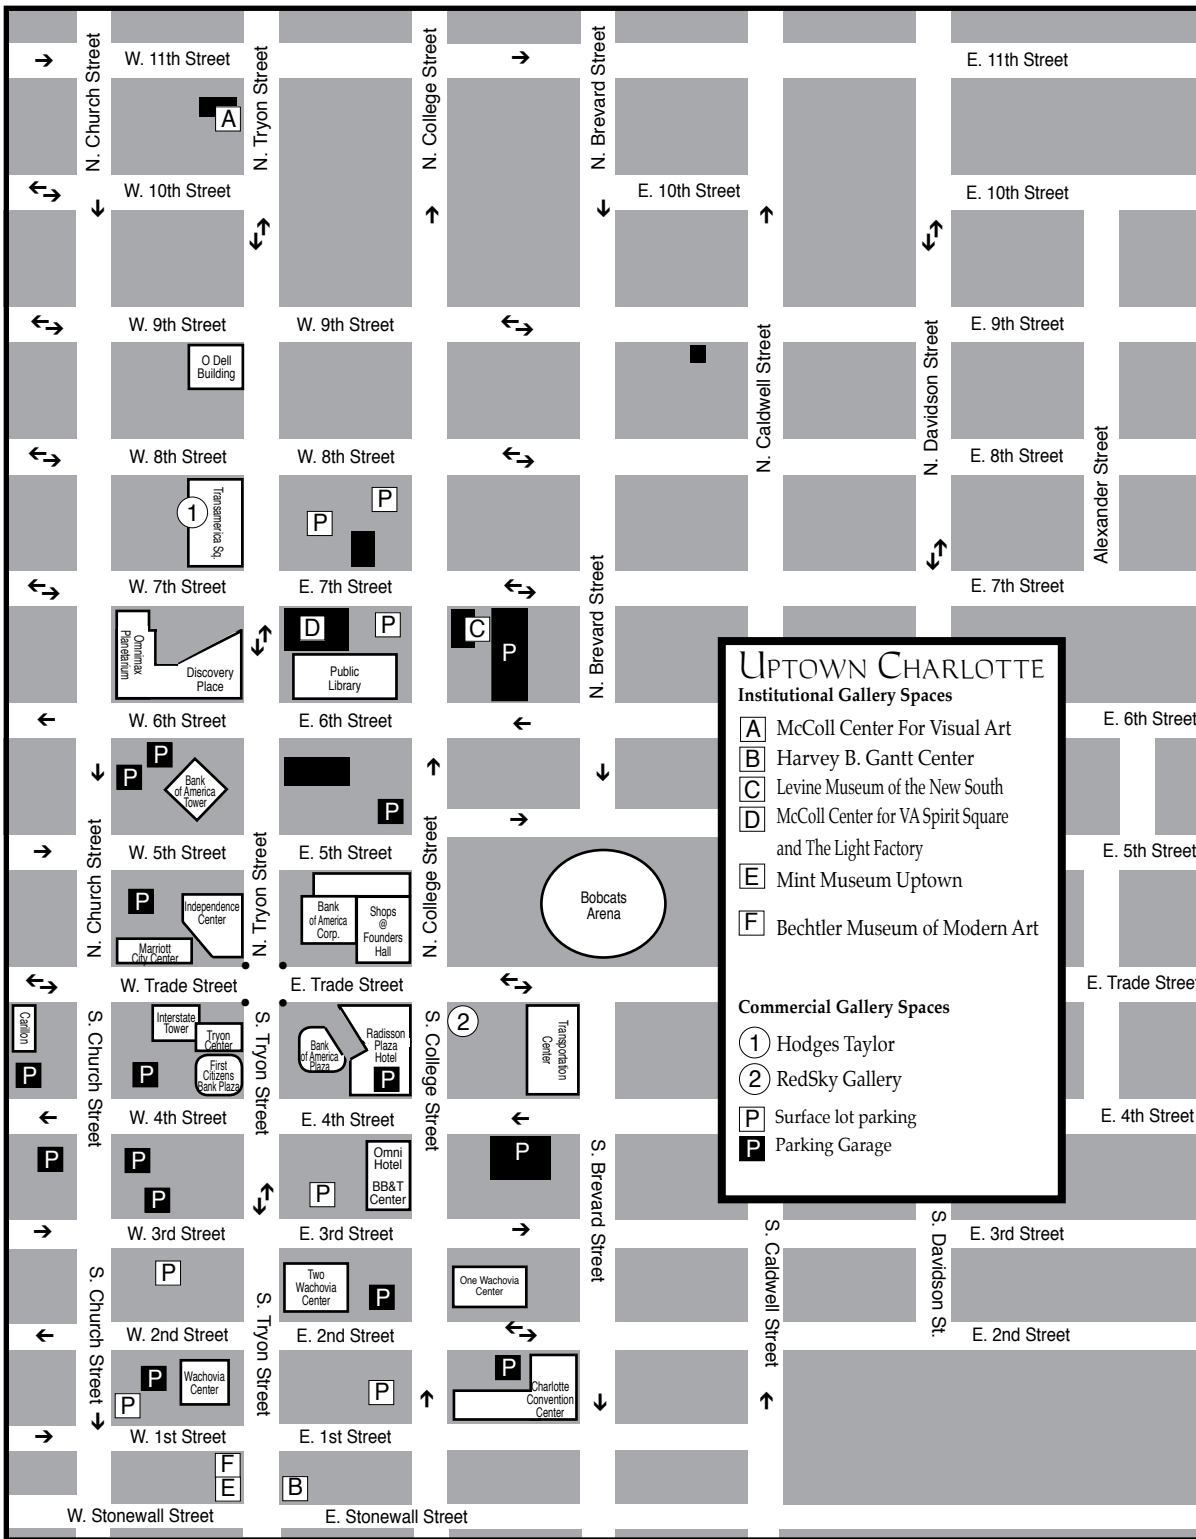 N. Church Street
N. Tryon Street
N. College Street
N. Brevard Street
W. 11th Street
E. 11th Street
A
W. 10th Street
E. 10th Street
E. 10th Street
W. 9th Street
W. 9th Street
E. 9th Street
N. Caldwell Street
N. Davidson Street
O Dell
Building
Alexander Street
W. 8th Street
W. 8th Street
E. 8th Street
1
Transamerica Sq.
P
P
W. 7th Street
E. 7th Street
E. 7th Street
N. Brevard Street
Omnimax
Planetarium
Discovery
Place
D
P
Public
Library
C
P
W. 6th Street
E. 6th Street
E. 6th Street
P
P
Bank
of America
Tower
P
N. Church Street
N. Tryon Street
N. College Street
W. 5th Street
E. 5th Street
E. 5th Street
P
Independence
Center
Marriott
City Center
Bank
of America
Corp.
Shops
@
Founders
Hall
Bobcats
Arena
W. Trade Street
E. Trade Street
E. Trade Street
S. Church Street
S. Tryon Street
S. College Street
Carillon
P
Interstate
Tower
Tryon
Center
P
First
Citizens
Bank Plaza
Bank
of America
Plaza
Radisson
Plaza
Hotel
P
2
Transportation
Center
W. 4th Street
E. 4th Street
E. 4th Street
P
P
P
P
Omni
Hotel
BB&T
Center
P
S. Brevard Street
W. 3rd Street
E. 3rd Street
E. 3rd Street
S. Church Street
S. Tryon Street
S. Caldwell Street
S. Davidson St.
P
Two
Wachovia
Center
P
One Wachovia
Center
W. 2nd Street
E. 2nd Street
E. 2nd Street
P
P
Wachovia
Center
P
P
Charlotte
Convention
Center
W. 1st Street
E. 1st Street
F
E
B
W. Stonewall Street
E. Stonewall Street
UPTOWN CHARLOTTE
Institutional Gallery Spaces
A McColl Center For Visual Art
B Harvey B. Gantt Center
C Levine Museum of the New South
D McColl Center for VA Spirit Square
and The Light Factory
E Mint Museum Uptown
F Bechtler Museum of Modern Art
Commercial Gallery Spaces
1 Hodges Taylor
2 RedSky Gallery
P Surface lot parking
P Parking Garage